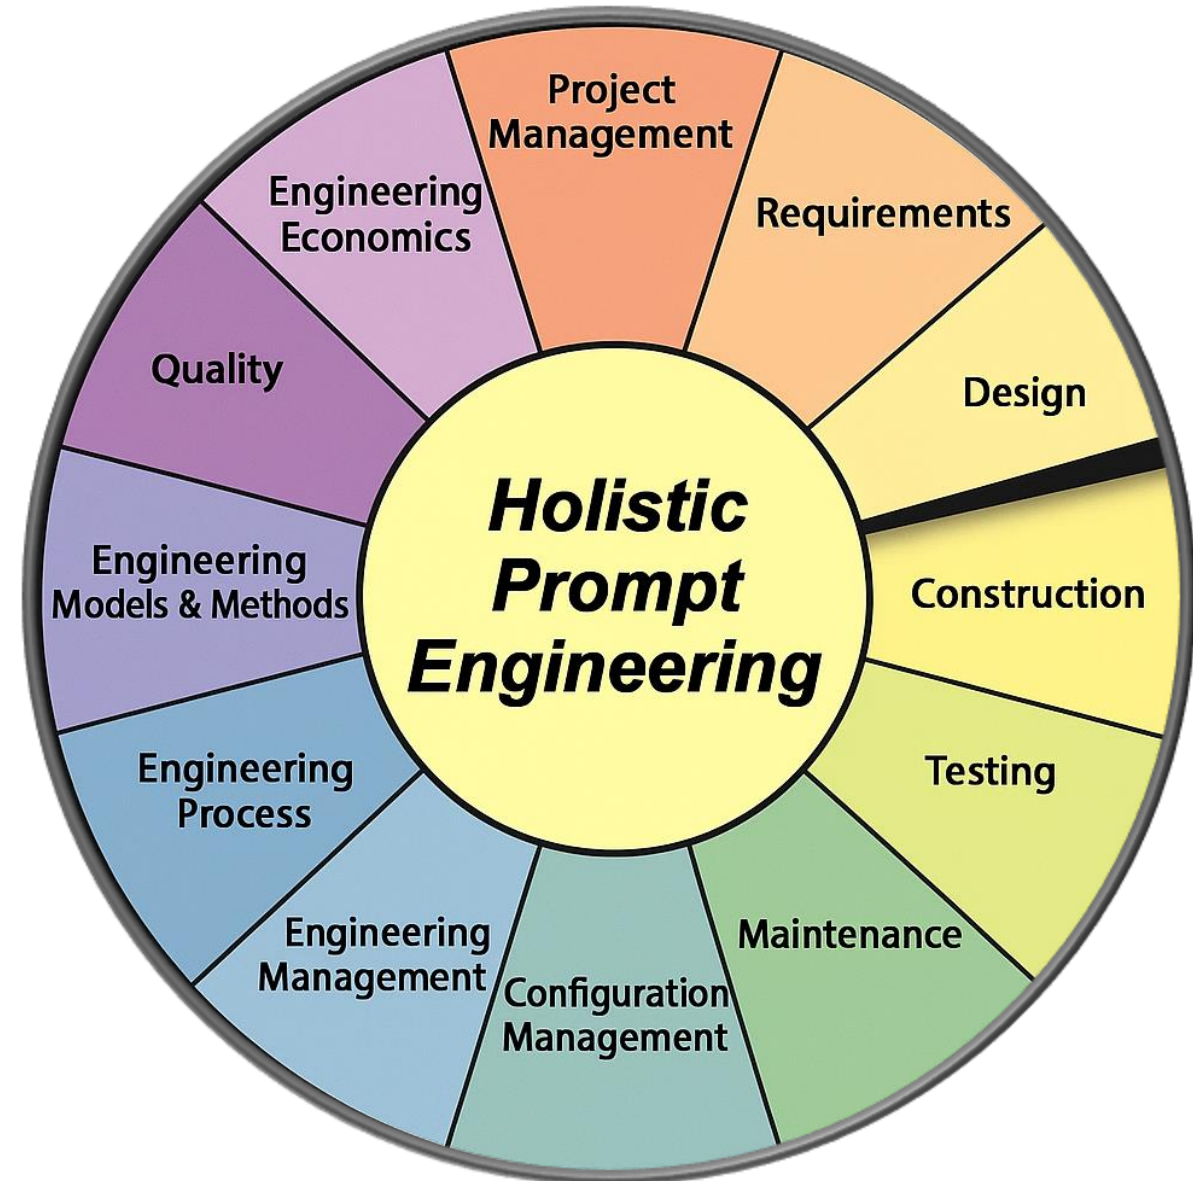 Project
Management
Requirements
Design
Construction
Testing
Maintenance
Configuration
Management
Engineering
Management
Engineering
Process
Engineering
Models & Methods
Quality
Engineering
Economics
Holistic
Prompt
Engineering